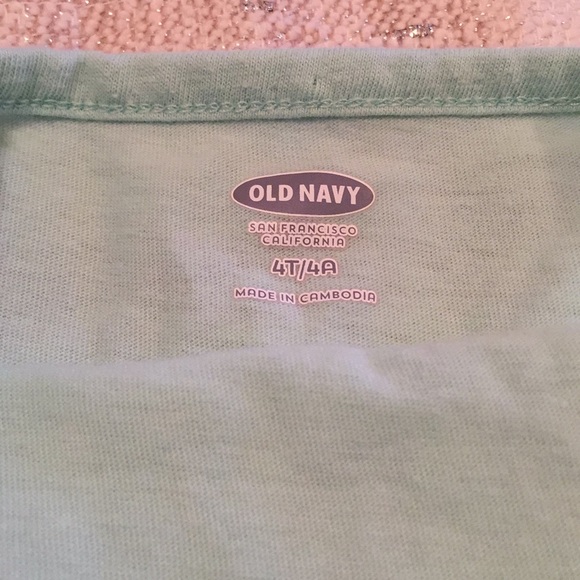 OLD NAVY
SAN FRANCISCO
CALIFORNIA
4T/4A
MADE IN CAMBODIA